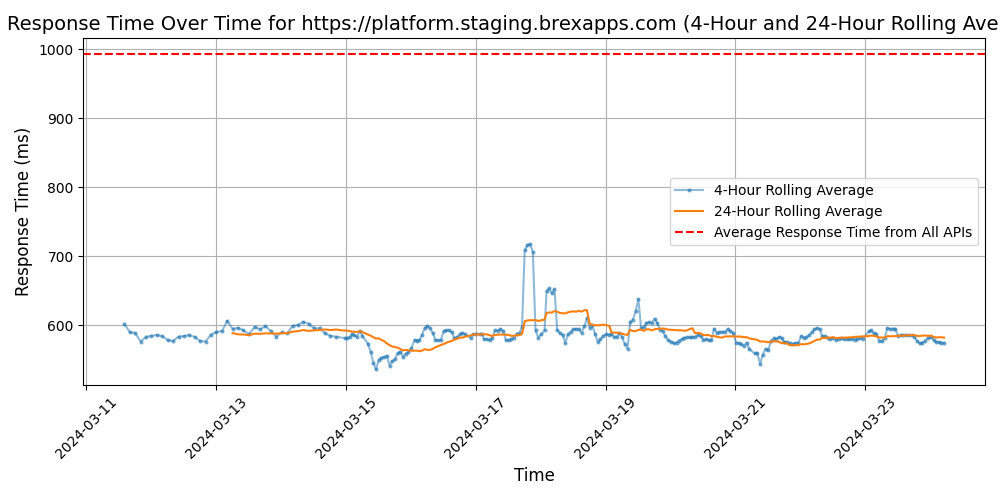 Response Time Over Time for https://platform.staging.brexapps.com (4-Hour and 24-Hour Rolling Ave
1000
900
800
700
600
Response Time (ms)
4-Hour Rolling Average
24-Hour Rolling Average
Average Response Time from All APIs
2024-03-11
2024-03-13
2024-03-15
2024-03-17
2024-03-19
2024-03-21
2024-03-23
Time